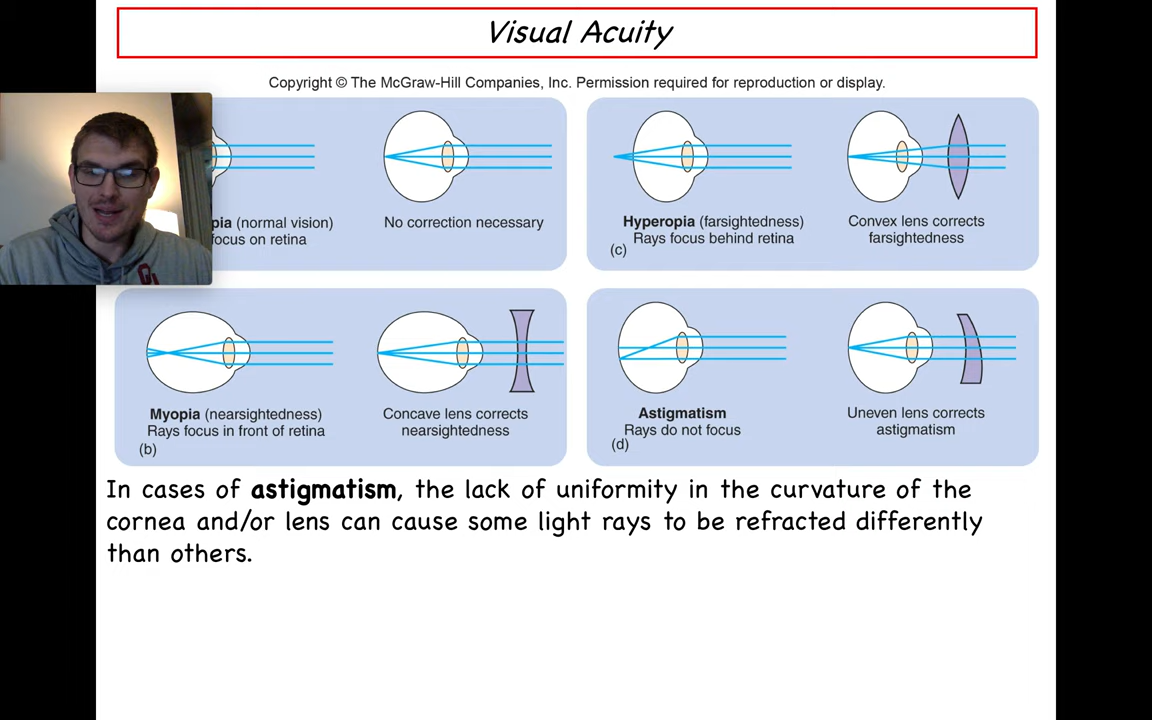 Visual Acuity
Copyright © The McGraw-Hill Companies, Inc. Permission required for reproduction or display.
pia (normal vision)
focus on retina
No correction necessary
Hyperopia (farsightedness)
Rays focus behind retina
(c)
Convex lens corrects
farsightedness
Myopia (nearsightedness)
Rays focus in front of retina
(b)
Concave lens corrects
nearsightedness
Astigmatism
Rays do not focus
(d)
Uneven lens corrects
astigmatism
In cases of astigmatism, the lack of uniformity in the curvature of the
cornea and/or lens can cause some light rays to be refracted differently
than others.